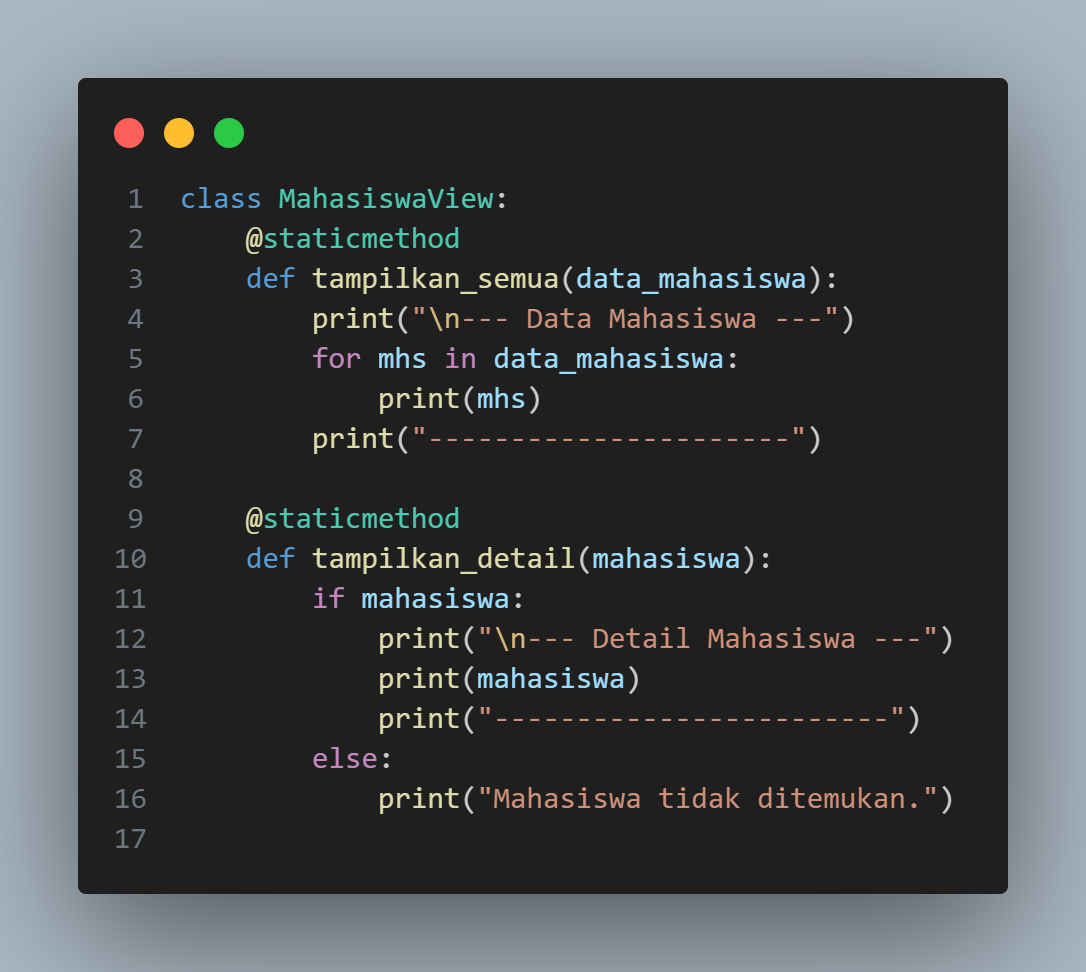 1 class MahasiswaView:
2     @staticmethod
3     def tampilkan_semua(data_mahasiswa):
4         print("\n--- Data Mahasiswa ---")
5         for mhs in data_mahasiswa:
6             print(mhs)
7         print("----------------------")
8
9     @staticmethod
10     def tampilkan_detail(mahasiswa):
11         if mahasiswa:
12             print("\n--- Detail Mahasiswa ---")
13             print(mahasiswa)
14             print("------------------------")
15         else:
16             print("Mahasiswa tidak ditemukan.")
17